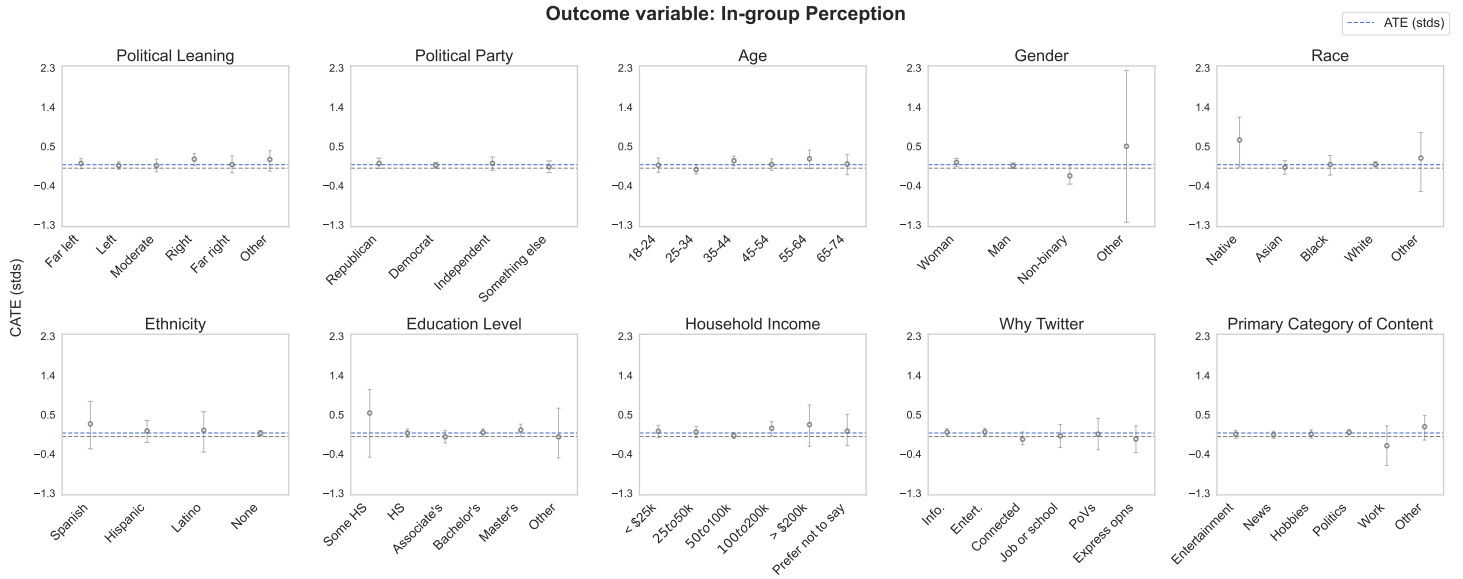 Outcome variable: In-group Perception
ATE (stds)
CATE (stds)
Political Leaning
2.3
1.4
0.5
−0.4
−1.3
Far left
Left
Moderate
Right
Far right
Other
Political Party
2.3
1.4
0.5
−0.4
−1.3
Republican
Democrat
Independent
Something else
Age
2.3
1.4
0.5
−0.4
−1.3
18-24
25-34
35-44
45-54
55-64
65-74
Gender
2.3
1.4
0.5
−0.4
−1.3
Woman
Man
Non-binary
Other
Race
2.3
1.4
0.5
−0.4
−1.3
Native
Asian
Black
White
Other
Ethnicity
2.3
1.4
0.5
−0.4
−1.3
Spanish
Hispanic
Latino
None
Education Level
2.3
1.4
0.5
−0.4
−1.3
Some HS
HS
Associate's
Bachelor's
Master's
Other
Household Income
2.3
1.4
0.5
−0.4
−1.3
< $25k
25to50k
50to100k
100to200k
> $200k
Prefer not to say
Why Twitter
2.3
1.4
0.5
−0.4
−1.3
Info.
Entert.
Connected
Job or school
PoVs
Express opns
Primary Category of Content
2.3
1.4
0.5
−0.4
−1.3
Entertainment
News
Hobbies
Politics
Work
Other